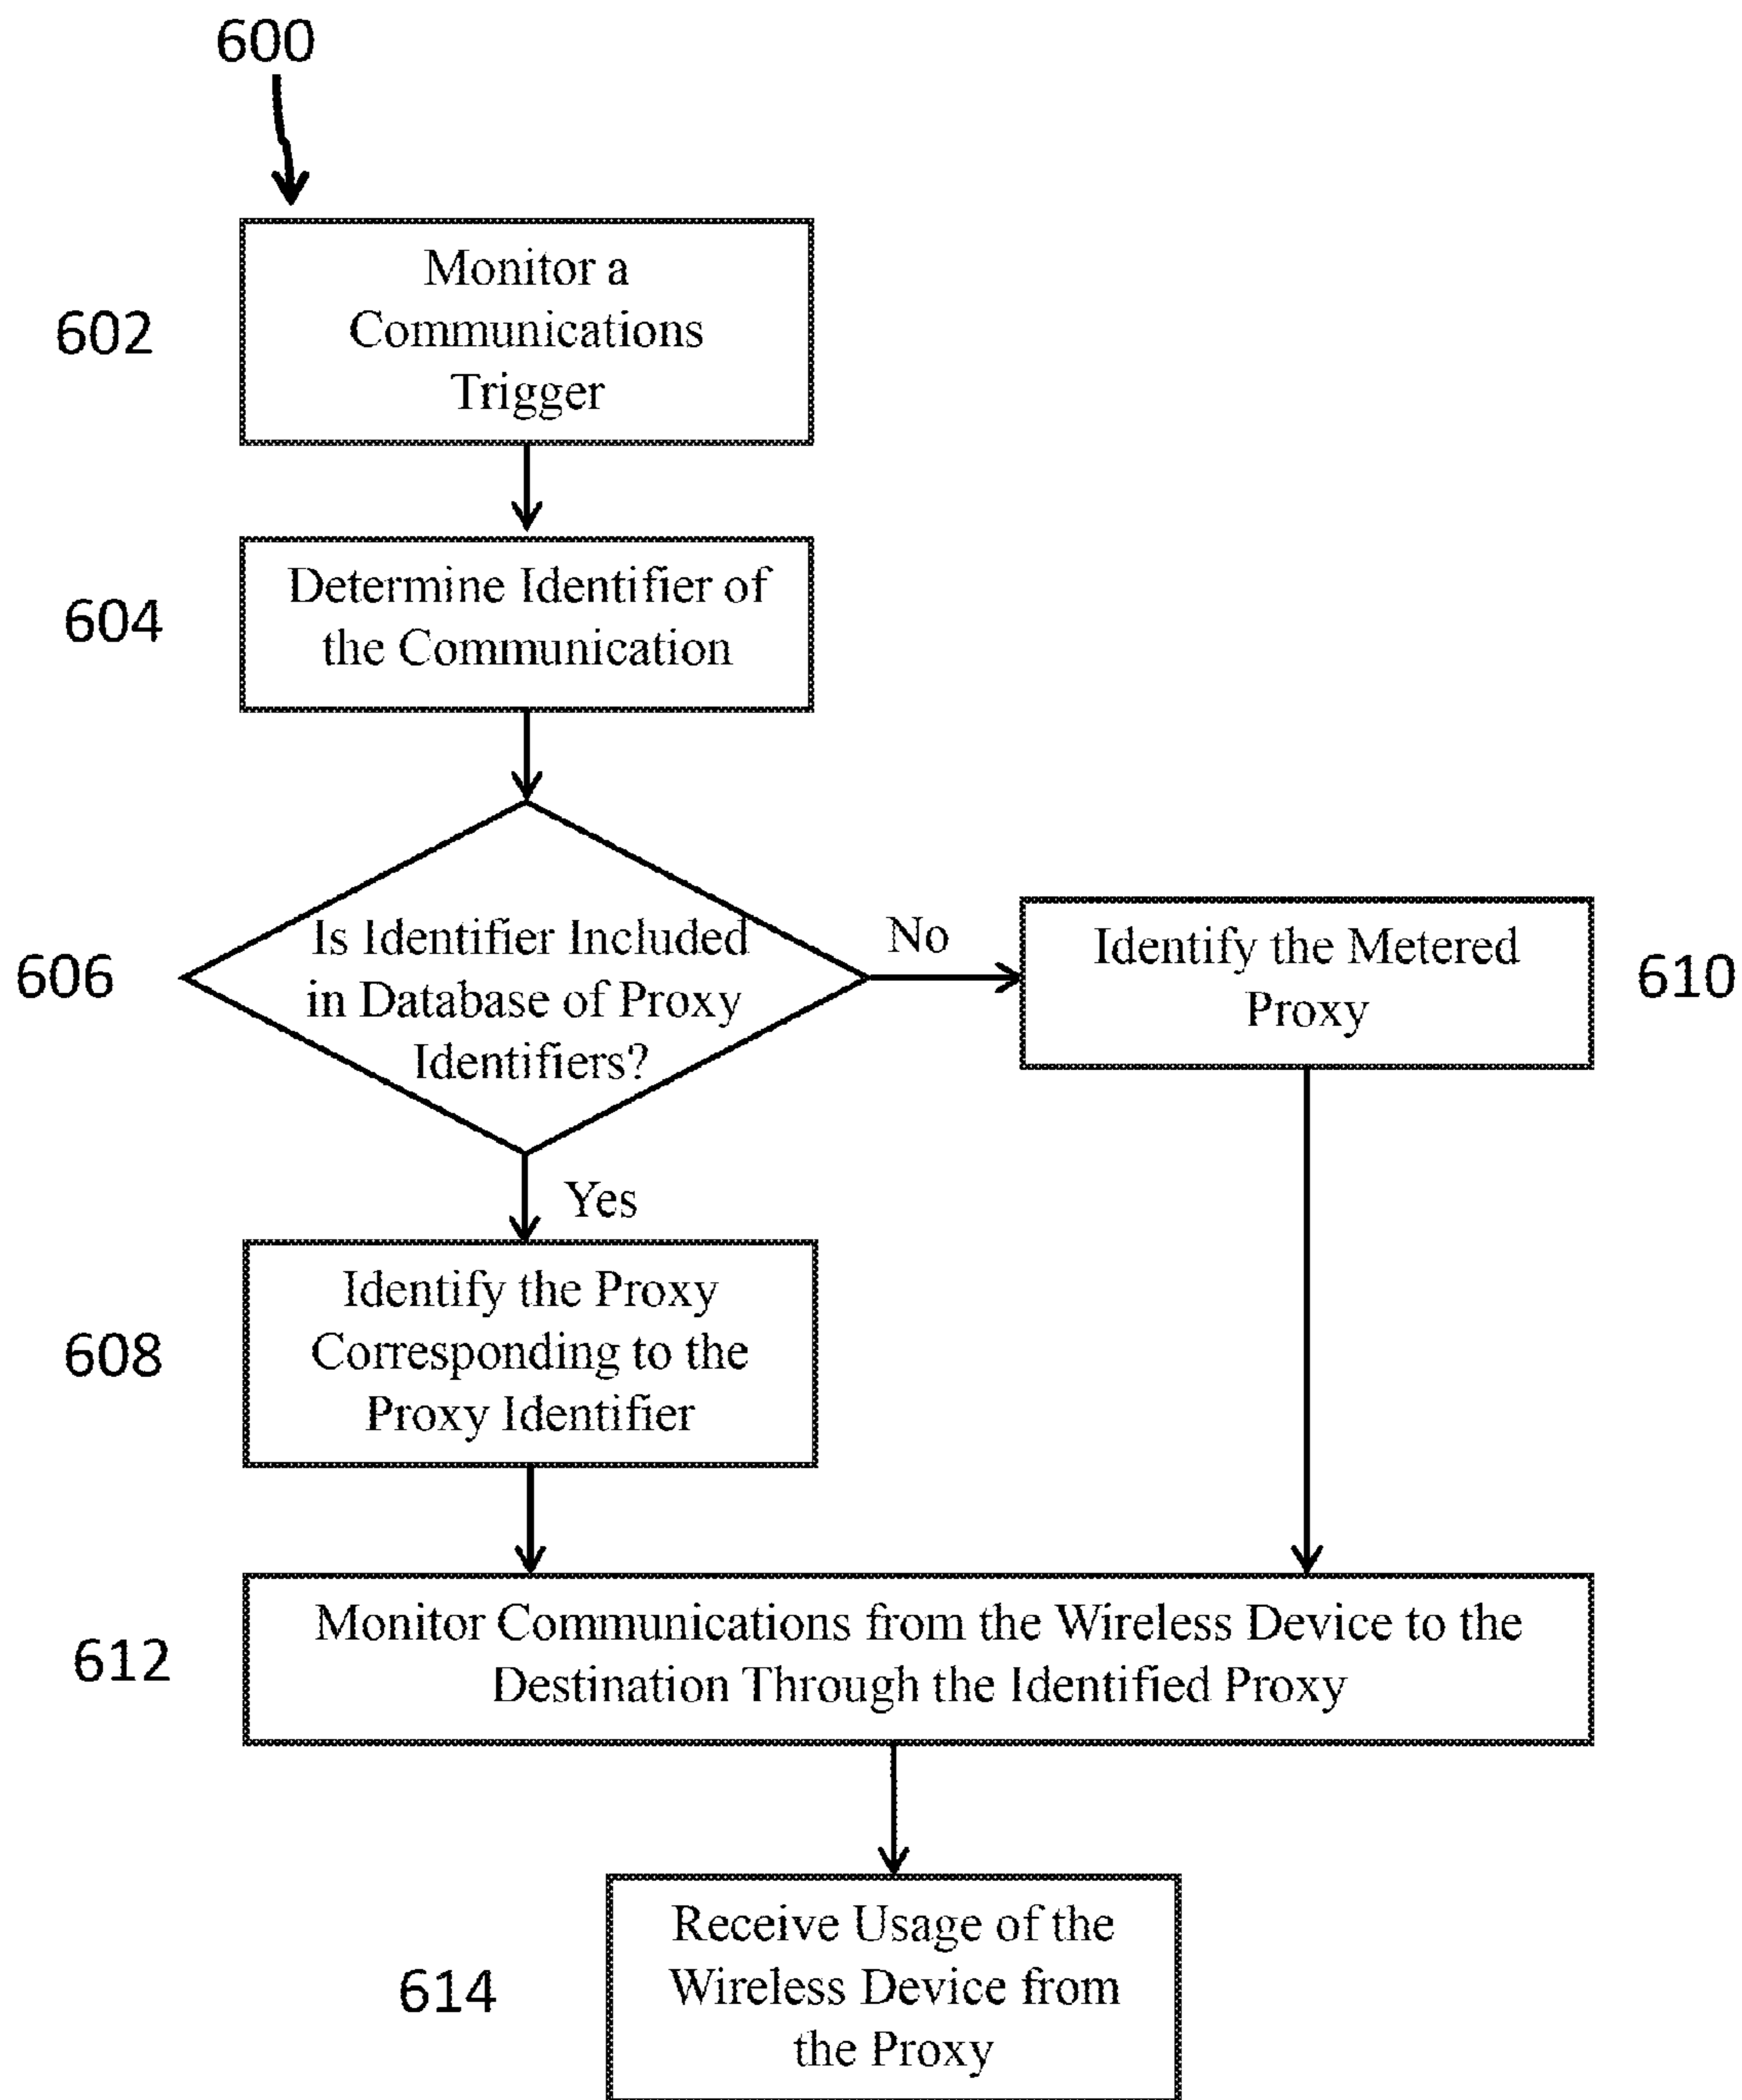 600
602
Monitor a
Communications
Trigger
604
Determine Identifier of
the Communication
606
Is Identifier Included
in Database of Proxy
Identifiers?
No
Identify the Metered
Proxy
610
Yes
608
Identify the Proxy
Corresponding to the
Proxy Identifier
612
Monitor Communications from the Wireless Device to the
Destination Through the Identified Proxy
614
Receive Usage of the
Wireless Device from
the Proxy